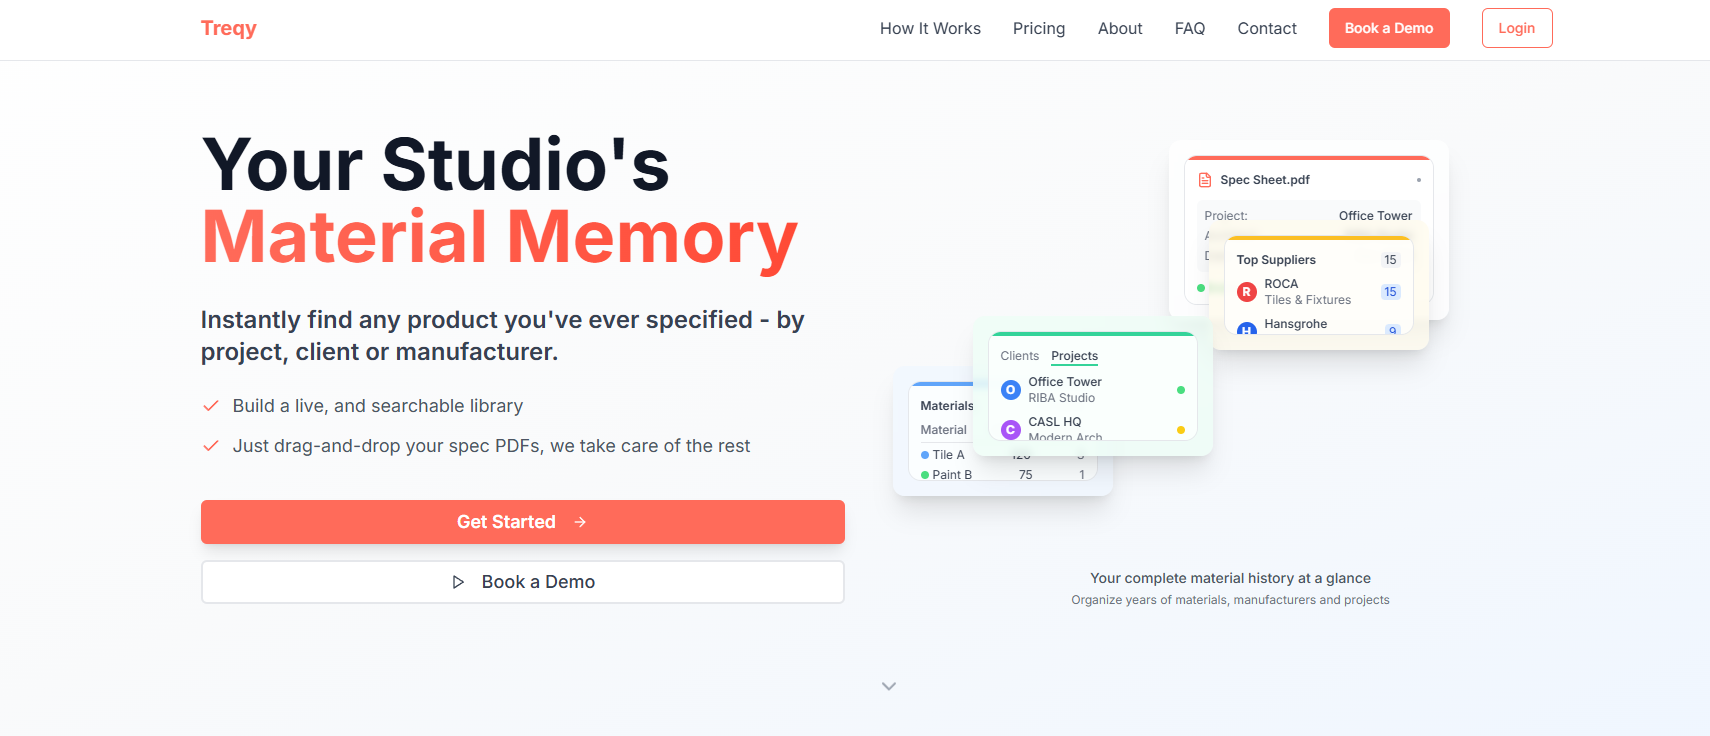 Treqy
How It Works
Pricing
About
FAQ
Contact
Book a Demo
Login
Your Studio's
Material Memory
Instantly find any product you've ever specified - by
project, client or manufacturer.
Build a live, and searchable library
Just drag-and-drop your spec PDFs, we take care of the rest
Get Started
Book a Demo
Spec Sheet.pdf
Project: Office Tower
Top Suppliers 15
R ROCA 15
Tiles & Fixtures
H Hansgrohe 9
Clients Projects
O Office Tower
RIBA Studio
C CASL HQ
Modern Arch
Materials
Material
Tile A 120
Paint B 75 1
Your complete material history at a glance
Organize years of materials, manufacturers and projects